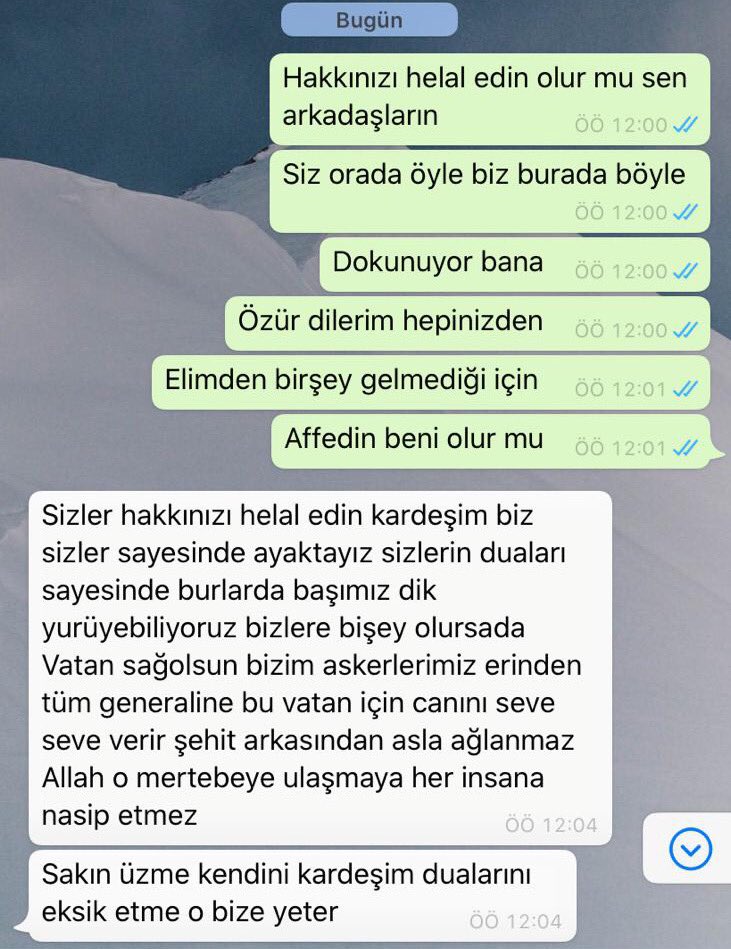 Bugün
Hakkınızı helal edin olur mu sen
arkadaşların
ÖÖ 12:00
Siz orada öyle biz burada böyle
ÖÖ 12:00
Dokunuyor bana ÖÖ 12:00
Özür dilerim hepinizden ÖÖ 12:00
Elimden birşey gelmediği için ÖÖ 12:01
Affedin beni olur mu ÖÖ 12:01
Sizler hakkınızı helal edin kardeşim biz
sizler sayesinde ayaktayız sizlerin duaları
sayesinde burlarda başımız dik
yurüyebiliyoruz bizlere bişey olursada
Vatan sağolsun bizim askerlerimiz erinden
tüm generaline bu vatan için canını seve
seve verir şehit arkasından asla ağlanmaz
Allah o mertebeye ulaşmaya her insana
nasip etmez
ÖÖ 12:04
Sakın üzme kendini kardeşim dualarını
eksik etme o bize yeter ÖÖ 12:04